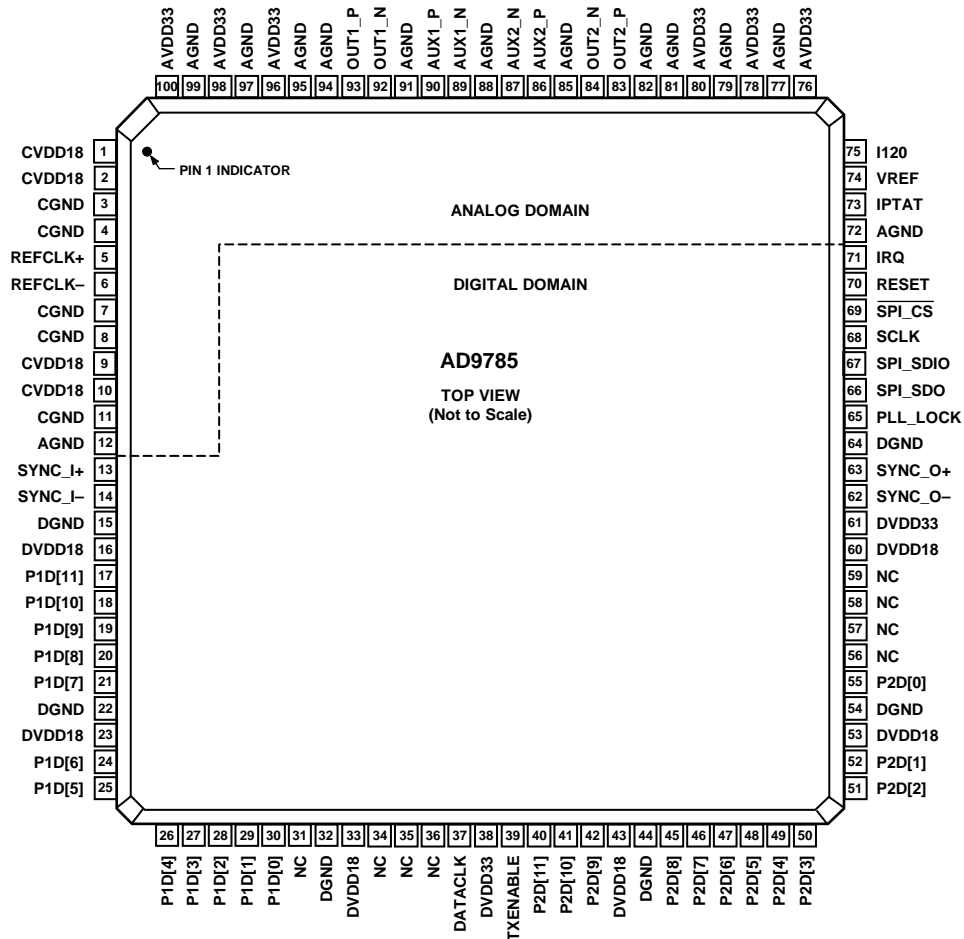 AVDD33
AGND
AVDD33
AGND
AVDD33
AGND
AGND
OUT1_P
OUT1_N
AGND
AUX1_P
AUX1_N
AGND
AUX2_N
AUX2_P
AGND
OUT2_N
OUT2_P
AGND
AGND
AVDD33
AGND
AVDD33
AGND
AVDD33
100 99 98 97 96 95 94 93 92 91 90 89 88 87 86 85 84 83 82 81 80 79 78 77 76
CVDD18 1
CVDD18 2
CGND 3
CGND 4
REFCLK+ 5
REFCLK– 6
CGND 7
CGND 8
CVDD18 9
CVDD18 10
CGND 11
AGND 12
SYNC_I+ 13
SYNC_I– 14
DGND 15
DVDD18 16
P1D[11] 17
P1D[10] 18
P1D[9] 19
P1D[8] 20
P1D[7] 21
DGND 22
DVDD18 23
P1D[6] 24
P1D[5] 25
PIN 1 INDICATOR
ANALOG DOMAIN
DIGITAL DOMAIN
AD9785
TOP VIEW
(Not to Scale)
75 I120
74 VREF
73 IPTAT
72 AGND
71 IRQ
70 RESET
69 SPI_CS
68 SCLK
67 SPI_SDIO
66 SPI_SDO
65 PLL_LOCK
64 DGND
63 SYNC_O+
62 SYNC_O–
61 DVDD33
60 DVDD18
59 NC
58 NC
57 NC
56 NC
55 P2D[0]
54 DGND
53 DVDD18
52 P2D[1]
51 P2D[2]
26 27 28 29 30 31 32 33 34 35 36 37 38 39 40 41 42 43 44 45 46 47 48 49 50
P1D[4]
P1D[3]
P1D[2]
P1D[1]
P1D[0]
NC
DGND
DVDD18
NC
NC
NC
DATACLK
DVDD33
TXENABLE
P2D[11]
P2D[10]
P2D[9]
DVDD18
DGND
P2D[8]
P2D[7]
P2D[6]
P2D[5]
P2D[4]
P2D[3]